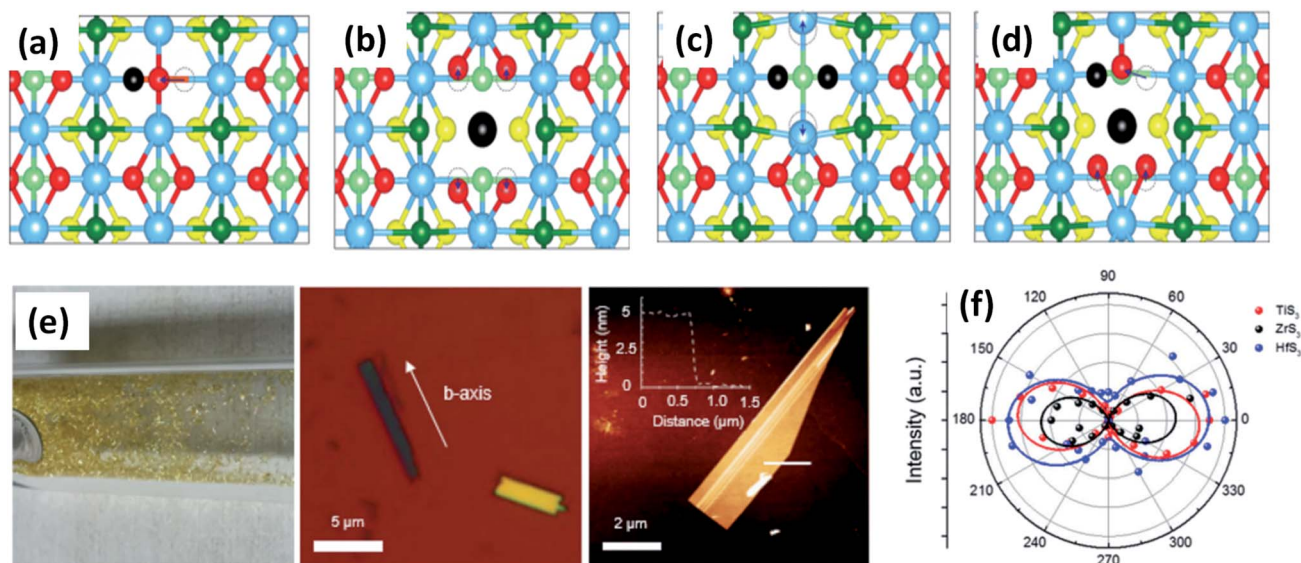 (a)
(b)
(c)
(d)
(e)
b-axis
5 μm
Height (nm)
5
2.5
0
0 0.5 1.0 1.5
Distance (μm)
2 μm
(f)
Intensity (a.u.)
90
120 60
150 30
180 0
210 330
240 300
270
TiS₃
ZrS₃
HfS₃